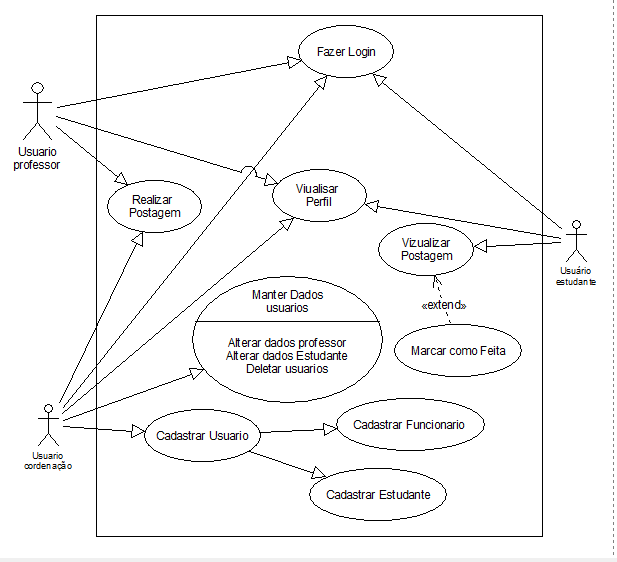 Fazer Login
Usuario
professor
Viualisar
Perfil
Realizar
Postagem
Vizualizar
Postagem
Usuário
estudante
Manter Dados
usuarios
«extend»
Alterar dados professor
Alterar dados Estudante
Deletar usuarios
Marcar como Feita
Usuario
cordenação
Cadastrar Usuario
Cadastrar Funcionario
Cadastrar Estudante